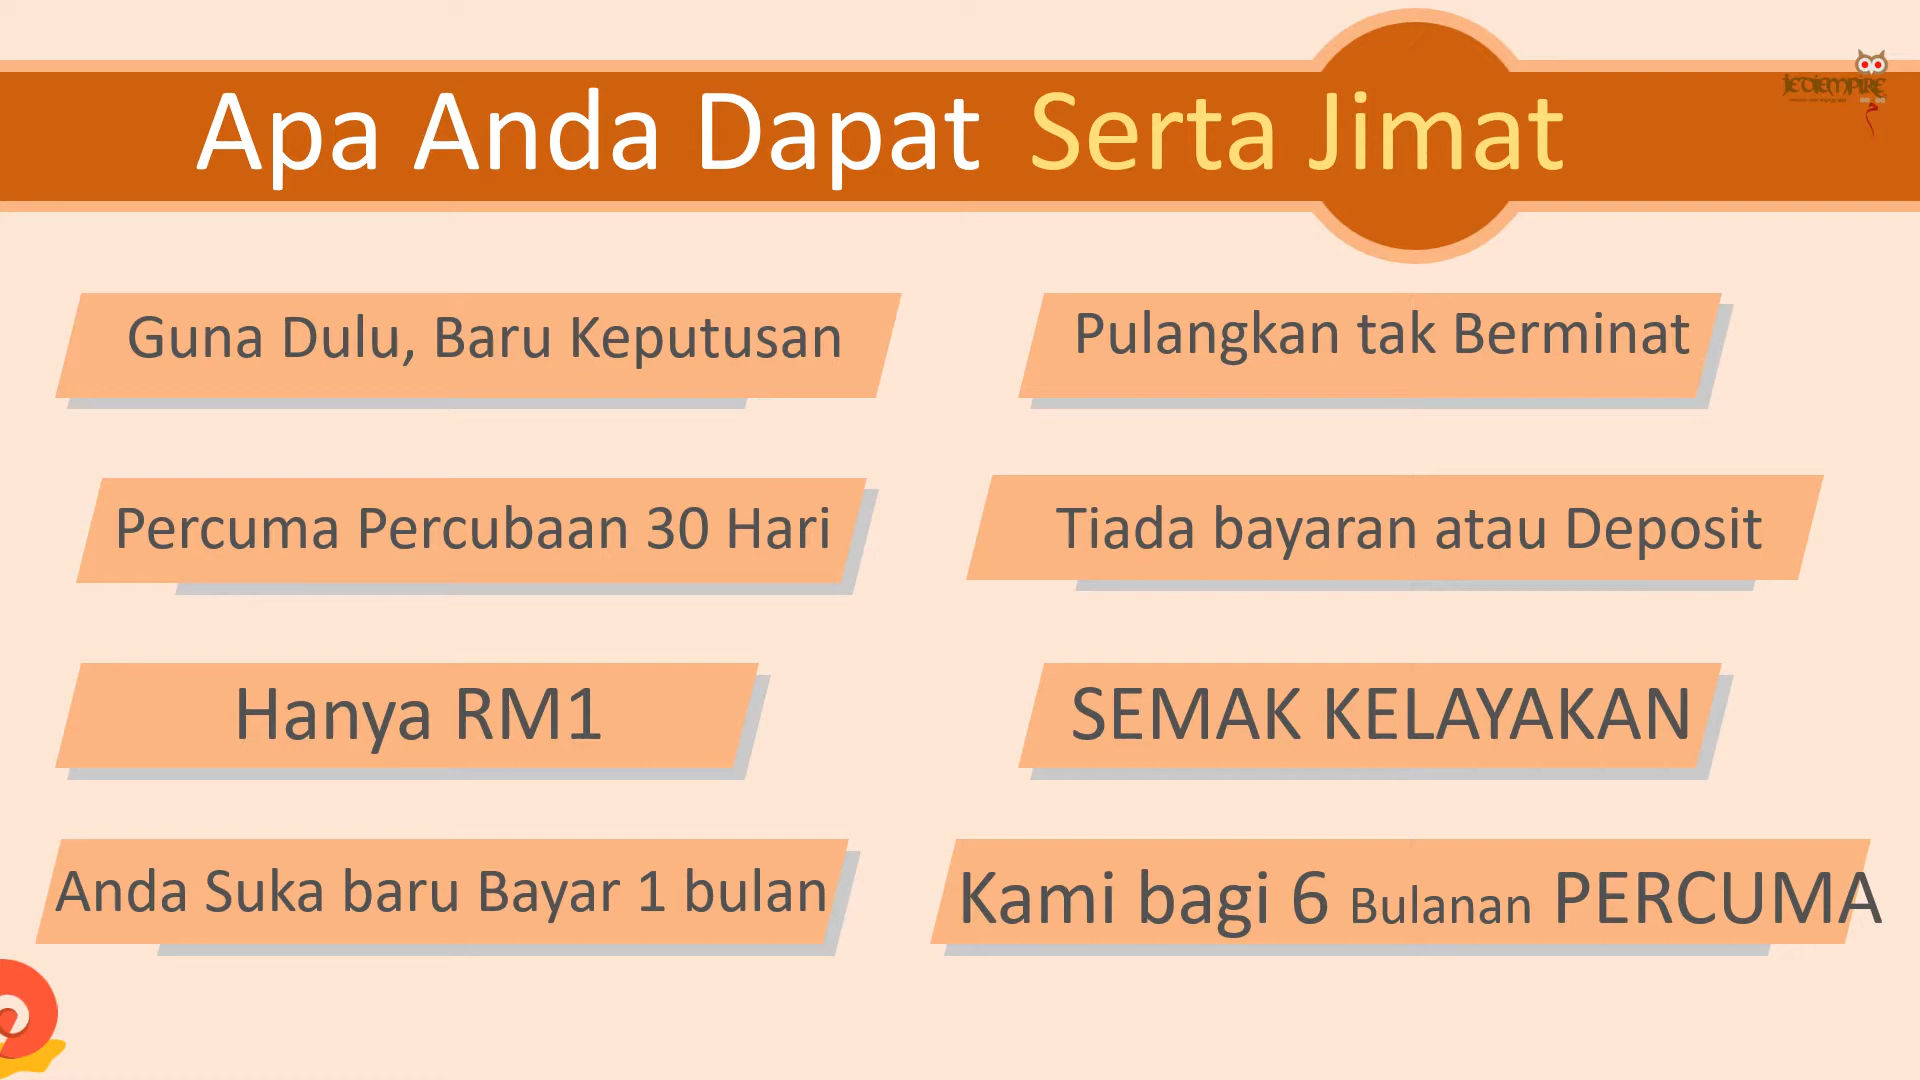 Apa Anda Dapat Serta Jimat
JEDIEMPIRE
Guna Dulu, Baru Keputusan
Pulangkan tak Berminat
Percuma Percubaan 30 Hari
Tiada bayaran atau Deposit
Hanya RM1
SEMAK KELAYAKAN
Anda Suka baru Bayar 1 bulan
Kami bagi 6 Bulanan PERCUMA